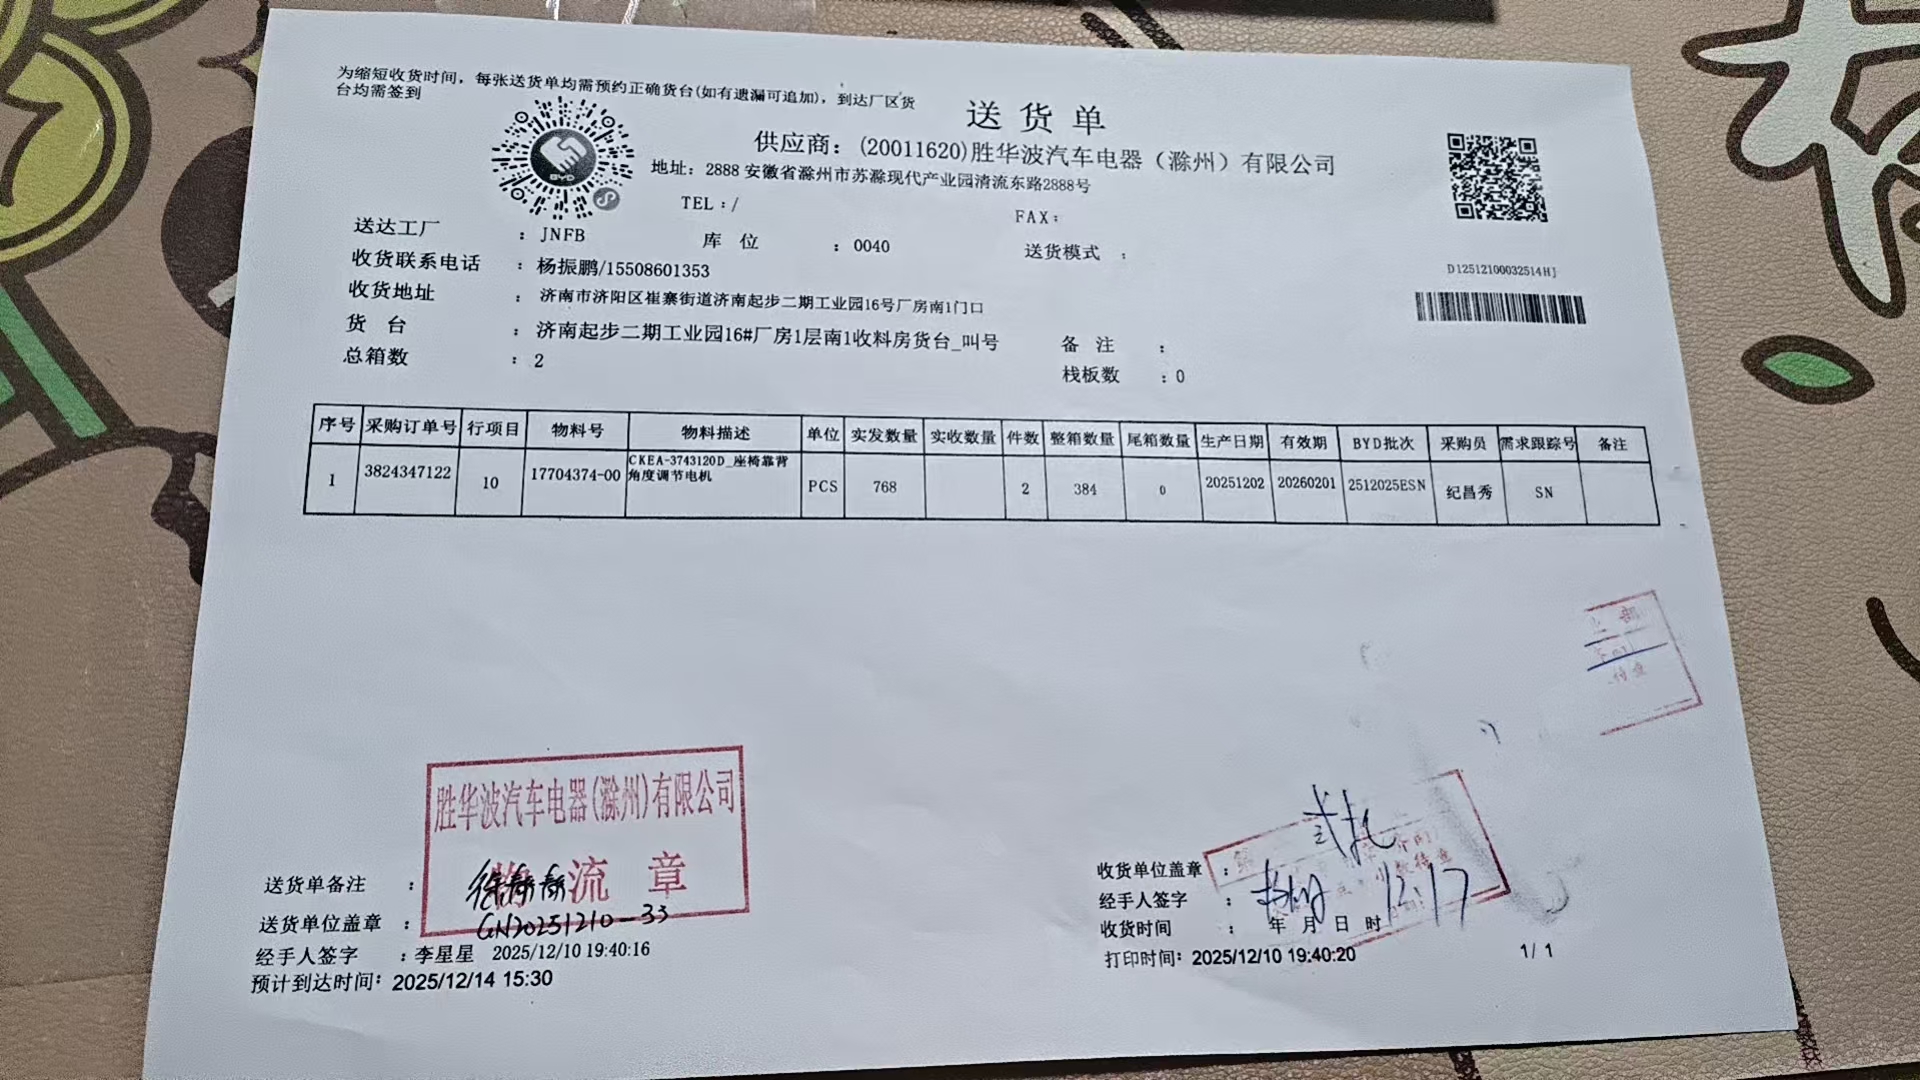 为缩短收货时间，每张送货单均需预约正确货台(如有遗漏可追加)，到达厂区货
台均需签到
送货单
供应商：(20011620)胜华波汽车电器（滁州）有限公司
地址：2888 安徽省滁州市苏滁现代产业园清流东路2888号
TEL：/ FAX：
送达工厂 ：JNFB 库 位 ：0040 送货模式 ：
D12512100032514HJ
收货联系电话 ：杨振鹏/15508601353
收货地址 ：济南市济阳区崔寨街道济南起步二期工业园16号厂房南1门口
货 台 ：济南起步二期工业园16#厂房1层南1收料房货台_叫号 备 注 ：
总箱数 ：2 栈板数 ：0
序号 采购订单号 行项目 物料号 物料描述 单位 实发数量 实收数量 件数 整箱数量 尾箱数量 生产日期 有效期 BYD批次 采购员 需求跟踪号 备注
1 3824347122 10 17704374-00 CKEA-3743120D_座椅靠背角度调节电机 PCS 768 2 384 0 20251202 20260201 2512025ESN 纪昌秀 SN
胜华波汽车电器(滁州)有限公司
物流章
徐静静
GN20251210-33
送货单备注 ：
送货单位盖章 ：
经手人签字 ：李星星 2025/12/10 19:40:16
预计到达时间：2025/12/14 15:30
收货单位盖章 ：
经手人签字 ： 12.17
收货时间 ： 年 月 日 时
打印时间：2025/12/10 19:40:20
1/ 1